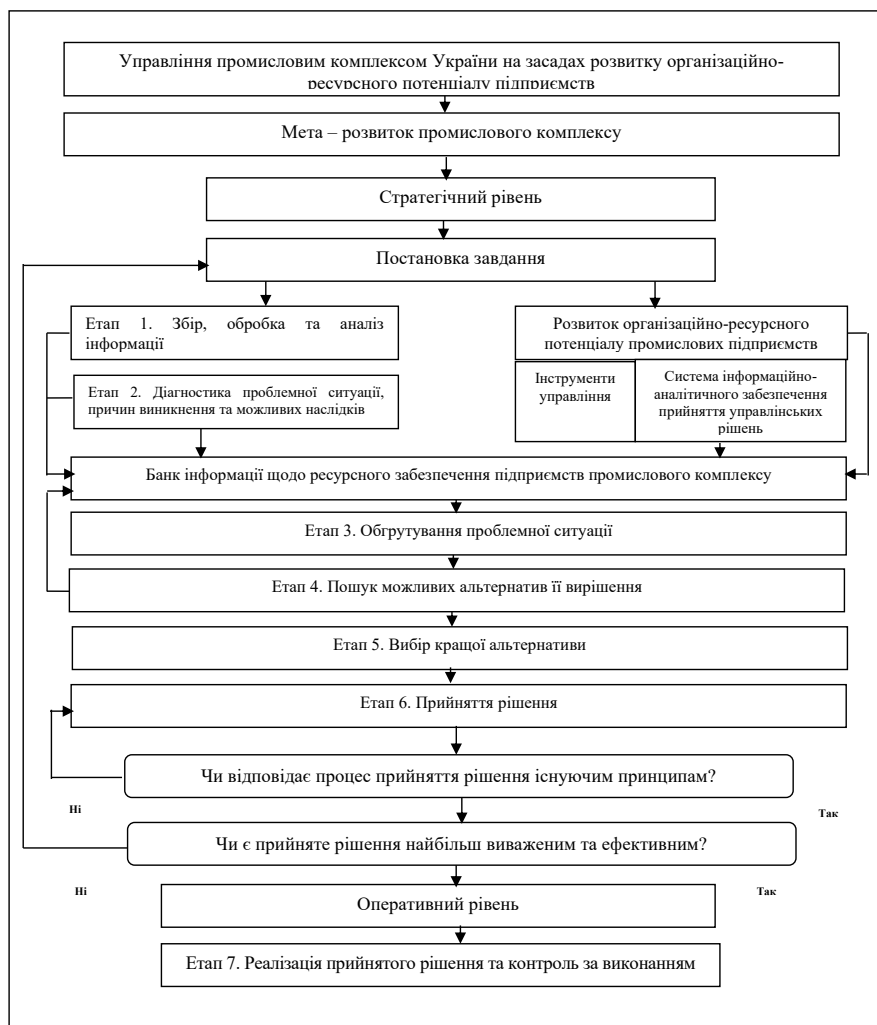 Управління промисловим комплексом України на засадах розвитку організаційно-
ресурсного потенціалу підприємств
Мета – розвиток промислового комплексу
Стратегічний рівень
Постановка завдання
Етап 1. Збір, обробка та аналіз
інформації
Розвиток організаційно-ресурсного
потенціалу промислових підприємств
Етап 2. Діагностика проблемної ситуації,
причин виникнення та можливих наслідків
Інструменти
управління
Система інформаційно-
аналітичного забезпечення
прийняття управлінських
рішень
Банк інформації щодо ресурсного забезпечення підприємств промислового комплексу
Етап 3. Обгрутування проблемної ситуації
Етап 4. Пошук можливих альтернатив її вирішення
Етап 5. Вибір кращої альтернативи
Етап 6. Прийняття рішення
Чи відповідає процес прийняття рішення існуючим принципам?
Ні
Так
Чи є прийняте рішення найбільш виваженим та ефективним?
Ні
Так
Оперативний рівень
Етап 7. Реалізація прийнятого рішення та контроль за виконанням